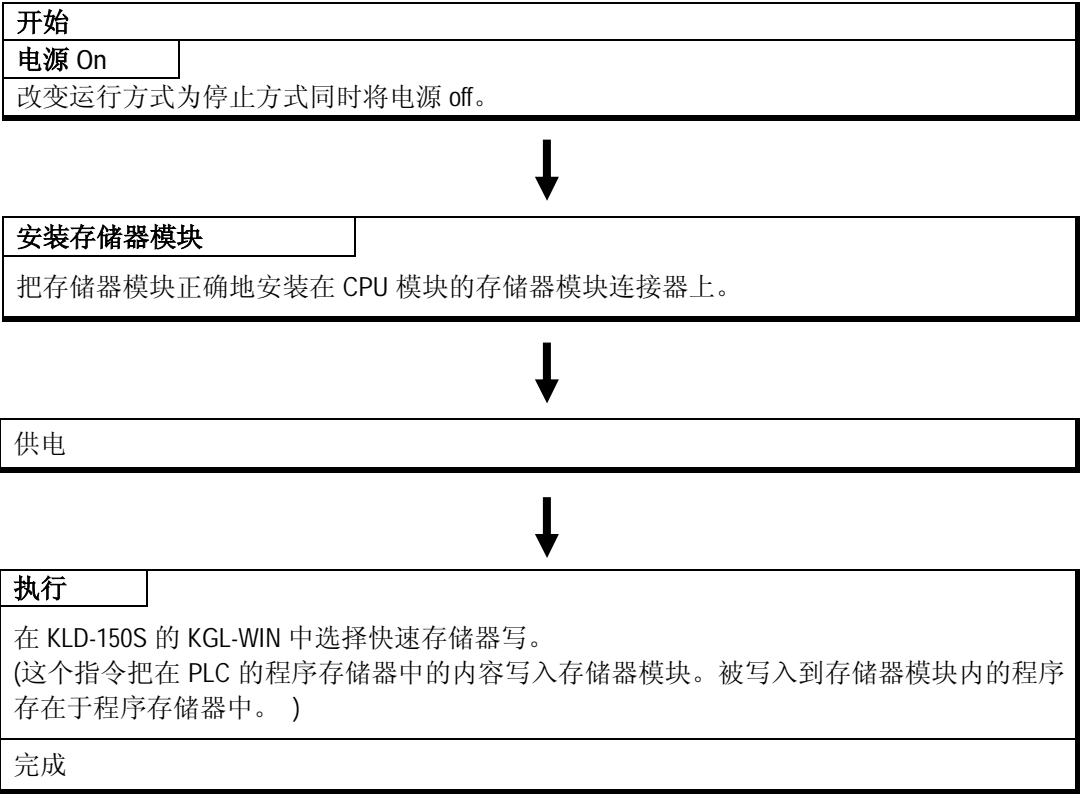 开始
电源 On
改变运行方式为停止方式同时将电源 off。
安装存储器模块
把存储器模块正确地安装在 CPU 模块的存储器模块连接器上。
供电
执行
在 KLD-150S 的 KGL-WIN 中选择快速存储器写。
(这个指令把在 PLC 的程序存储器中的内容写入存储器模块。被写入到存储器模块内的程序
存在于程序存储器中。 )
完成